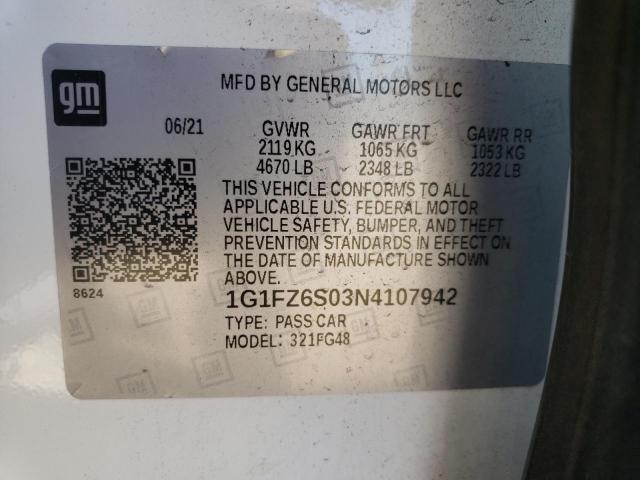 gm
MFD BY GENERAL MOTORS LLC
06/21 GVWR GAWR FRT GAWR RR
2119 KG 1065 KG 1053 KG
4670 LB 2348 LB 2322 LB
THIS VEHICLE CONFORMS TO ALL
APPLICABLE U.S. FEDERAL MOTOR
VEHICLE SAFETY, BUMPER, AND THEFT
PREVENTION STANDARDS IN EFFECT ON
THE DATE OF MANUFACTURE SHOWN
ABOVE.
8624
1G1FZ6S03N4107942
TYPE: PASS CAR
MODEL: 321FG48